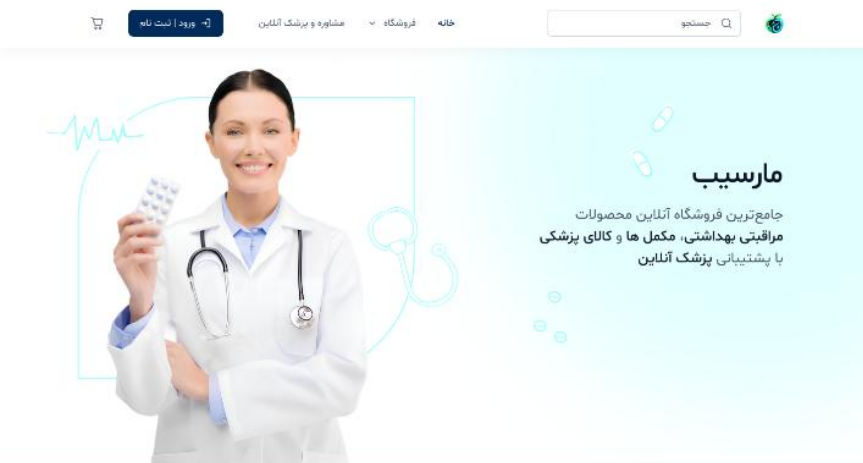 جستجو
خانه
فروشگاه
مشاوره و پزشک آنلاین
ورود | ثبت نام
مارسیب
جامع‌ترین فروشگاه آنلاین محصولات
مراقبتی بهداشتی، مکمل ها و کالای پزشکی
با پشتیبانی پزشک آنلاین